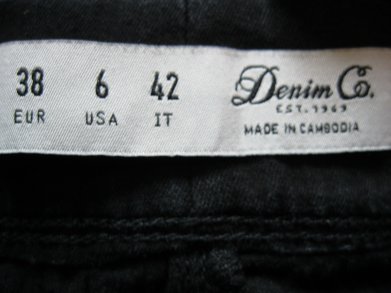 38 6 42
EUR USA IT
Denim Co.
EST. 1969
MADE IN CAMBODIA